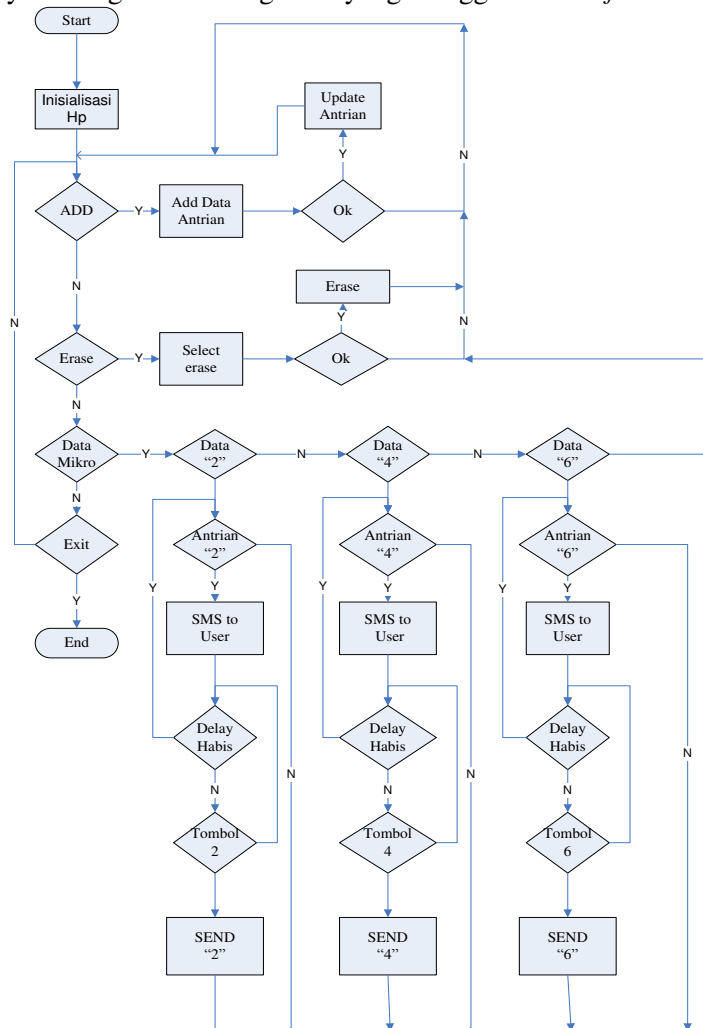 Start
Inisialisasi
Hp
Update
Antrian
Y
N
ADD
Y
Add Data
Antrian
Ok
N
N
Erase
Y
N
Erase
Y
Select
erase
Ok
N
Data
Mikro
Y
Data
“2”
N
Data
“4”
N
Data
“6”
N
Exit
Antrian
“2”
Antrian
“4”
Antrian
“6”
Y
Y
Y
Y
Y
Y
Y
End
SMS to
User
SMS to
User
SMS to
User
Delay
Habis
Delay
Habis
Delay
Habis
N
N
N
N
N
N
Tombol
2
Tombol
4
Tombol
6
SEND
“2”
SEND
“4”
SEND
“6”